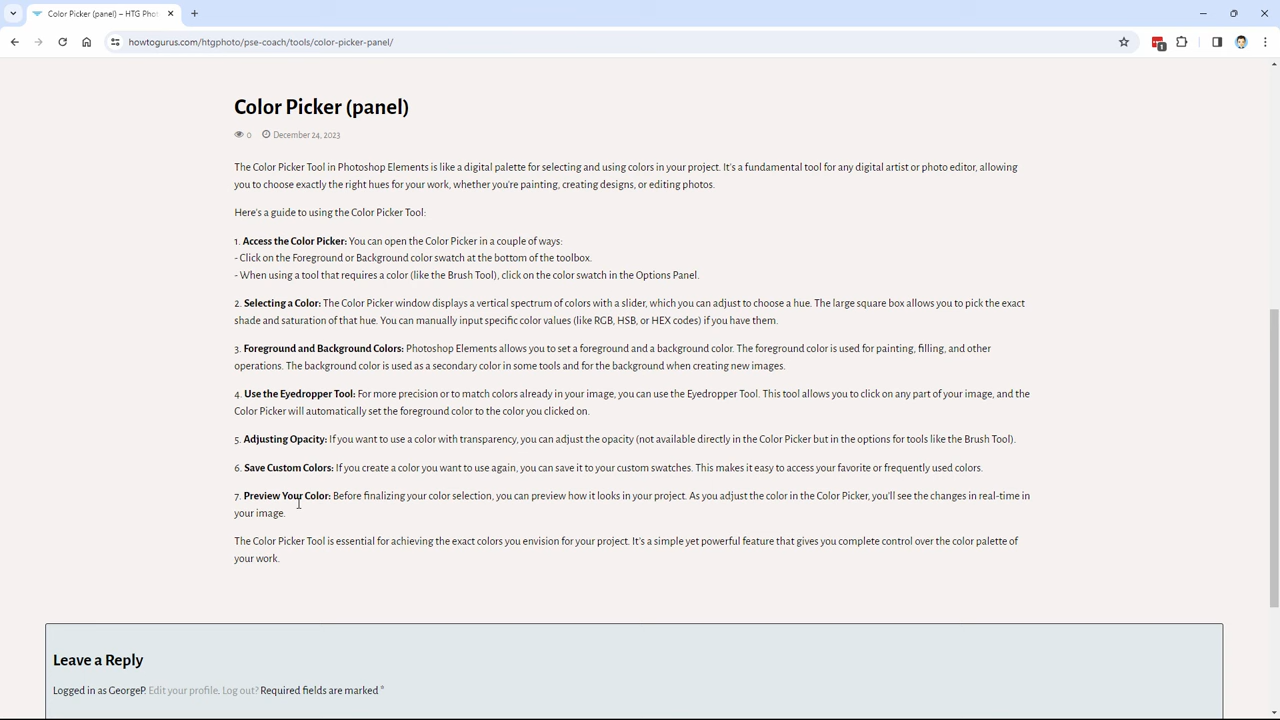 Color Picker (panel) – HTG Phot
howtogurus.com/htgphoto/pse-coach/tools/color-picker-panel/
1
Color Picker (panel)
0 December 24, 2023
The Color Picker Tool in Photoshop Elements is like a digital palette for selecting and using colors in your project. It's a fundamental tool for any digital artist or photo editor, allowing
you to choose exactly the right hues for your work, whether you're painting, creating designs, or editing photos.
Here's a guide to using the Color Picker Tool:
1. Access the Color Picker: You can open the Color Picker in a couple of ways:
- Click on the Foreground or Background color swatch at the bottom of the toolbox.
- When using a tool that requires a color (like the Brush Tool), click on the color swatch in the Options Panel.
2. Selecting a Color: The Color Picker window displays a vertical spectrum of colors with a slider, which you can adjust to choose a hue. The large square box allows you to pick the exact
shade and saturation of that hue. You can manually input specific color values (like RGB, HSB, or HEX codes) if you have them.
3. Foreground and Background Colors: Photoshop Elements allows you to set a foreground and a background color. The foreground color is used for painting, filling, and other
operations. The background color is used as a secondary color in some tools and for the background when creating new images.
4. Use the Eyedropper Tool: For more precision or to match colors already in your image, you can use the Eyedropper Tool. This tool allows you to click on any part of your image, and the
Color Picker will automatically set the foreground color to the color you clicked on.
5. Adjusting Opacity: If you want to use a color with transparency, you can adjust the opacity (not available directly in the Color Picker but in the options for tools like the Brush Tool).
6. Save Custom Colors: If you create a color you want to use again, you can save it to your custom swatches. This makes it easy to access your favorite or frequently used colors.
7. Preview Your Color: Before finalizing your color selection, you can preview how it looks in your project. As you adjust the color in the Color Picker, you'll see the changes in real-time in
your image.
The Color Picker Tool is essential for achieving the exact colors you envision for your project. It's a simple yet powerful feature that gives you complete control over the color palette of
your work.
Leave a Reply
Logged in as GeorgeP. Edit your profile. Log out? Required fields are marked *